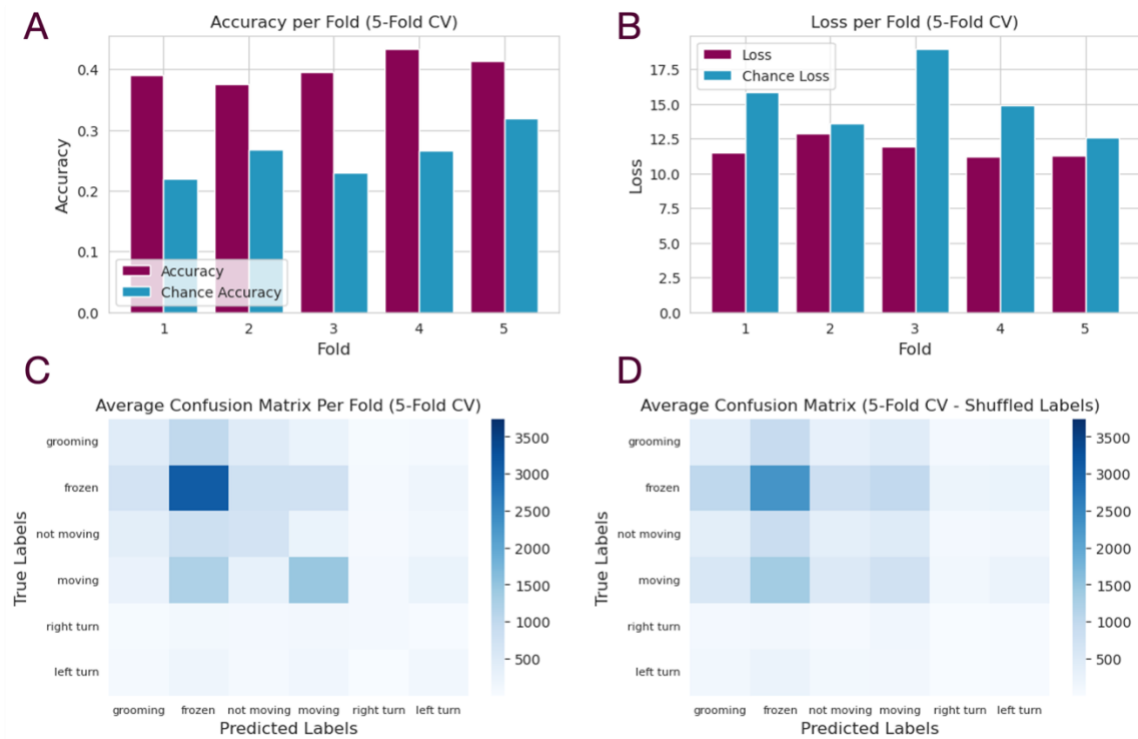 A
Accuracy per Fold (5-Fold CV)
0.4
0.3
0.2
0.1
0.0
Accuracy
Accuracy
Chance Accuracy
1 2 3 4 5
Fold
B
Loss per Fold (5-Fold CV)
17.5
15.0
12.5
10.0
7.5
5.0
2.5
0.0
Loss
Loss
Chance Loss
1 2 3 4 5
Fold
C
Average Confusion Matrix Per Fold (5-Fold CV)
True Labels
grooming
frozen
not moving
moving
right turn
left turn
grooming frozen not moving moving right turn left turn
Predicted Labels
3500
3000
2500
2000
1500
1000
500
D
Average Confusion Matrix (5-Fold CV - Shuffled Labels)
True Labels
grooming
frozen
not moving
moving
right turn
left turn
grooming frozen not moving moving right turn left turn
Predicted Labels
3500
3000
2500
2000
1500
1000
500